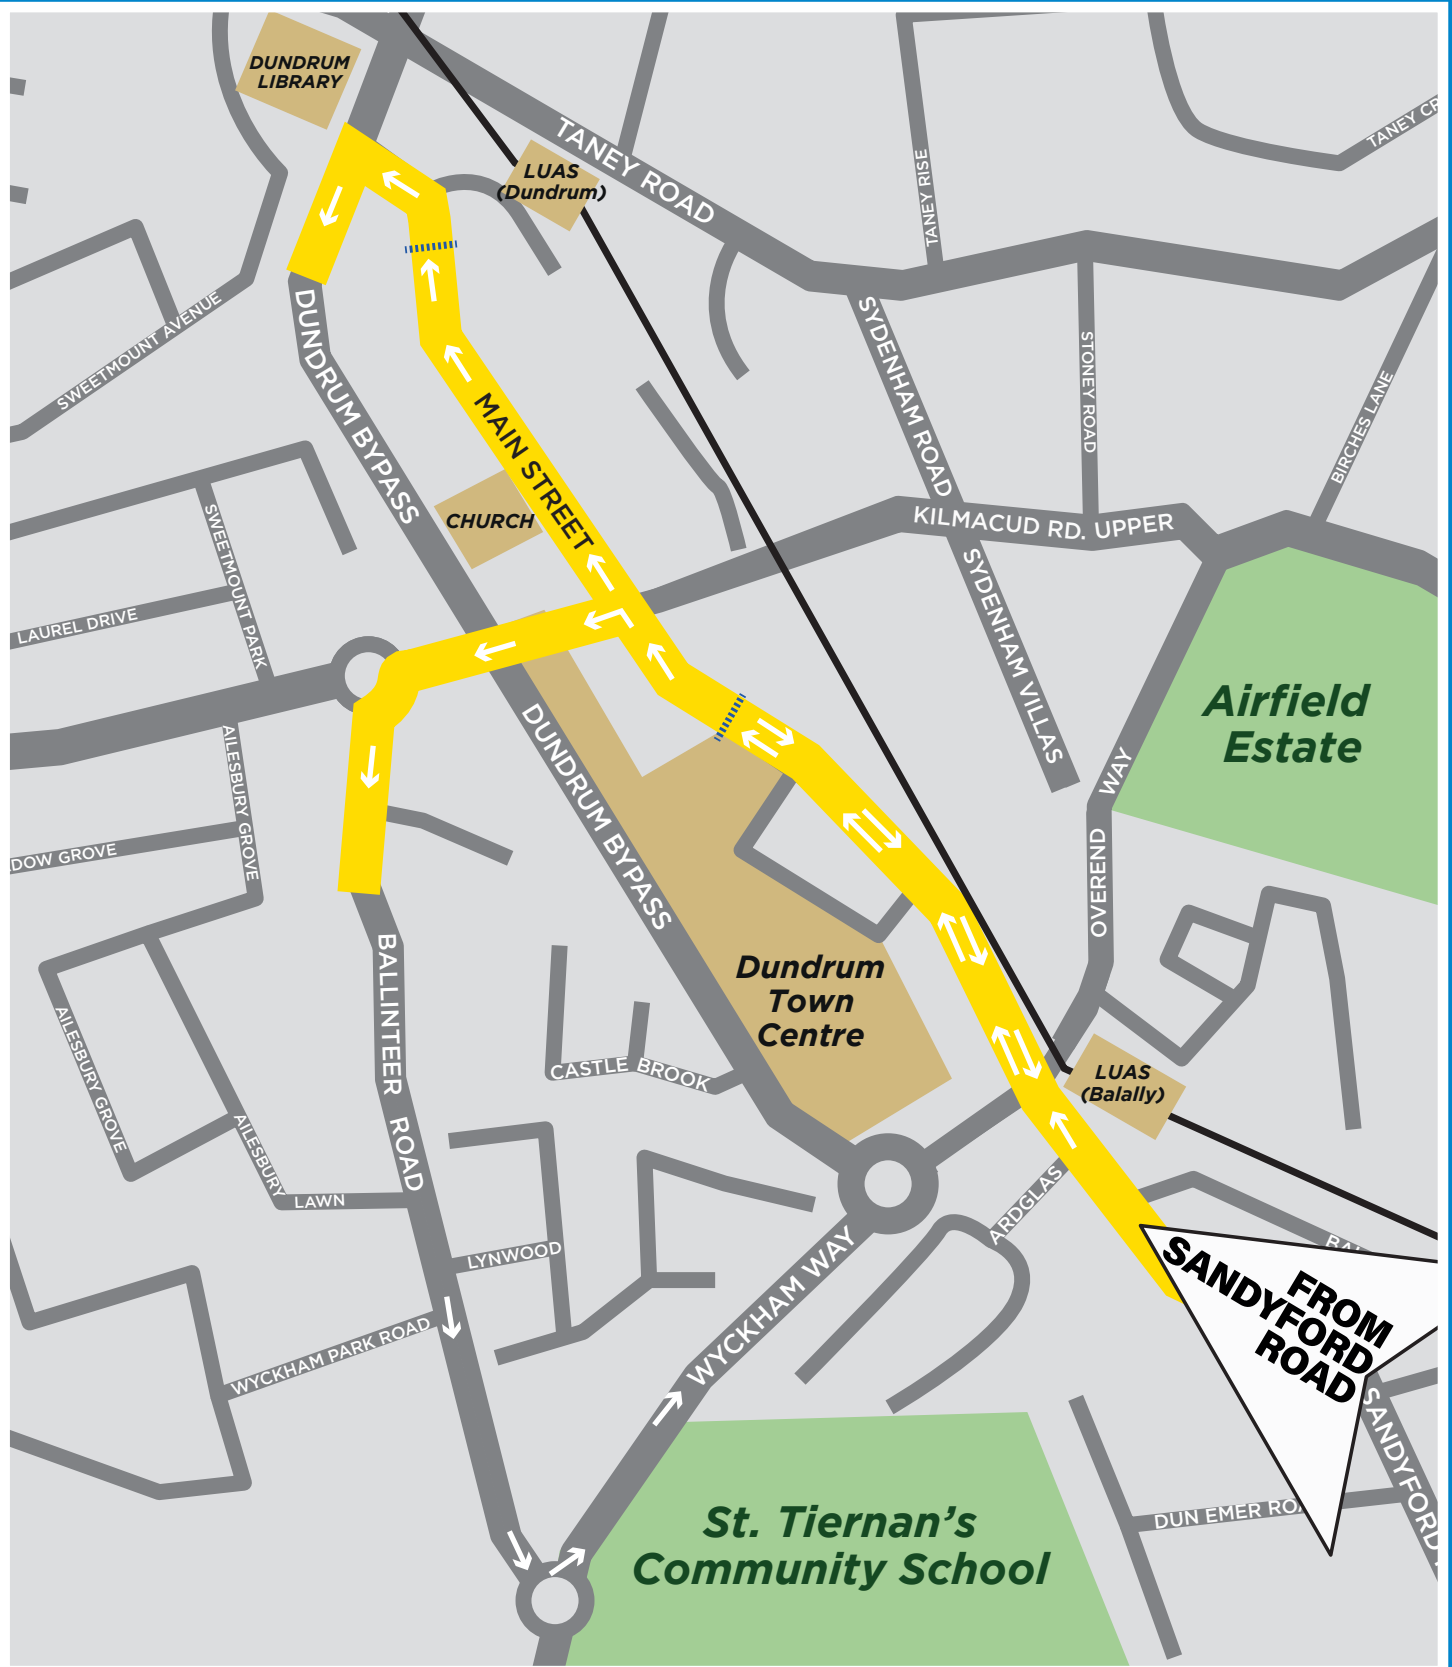 DUNDRUM
LIBRARY
TANEY ROAD
LUAS
(Dundrum)
TANEY RISE
TANEY CR
SWEETMOUNT AVENUE
DUNDRUM BYPASS
MAIN STREET
SYDENHAM ROAD
STONEY ROAD
BIRCHES LANE
CHURCH
KILMACUD RD. UPPER
SWEETMOUNT PARK
LAUREL DRIVE
SYDENHAM VILLAS
Airfield
Estate
AILESBURY GROVE
DUNDRUM BYPASS
OVEREND WAY
DOW GROVE
BALLINTEER ROAD
Dundrum
Town
Centre
AILESBURY GROVE
CASTLE BROOK
LUAS
(Balally)
AILESBURY
LAWN
ARDGLAS
LYNWOOD
WYCKHAM WAY
WYCKHAM PARK ROAD
FROM
SANDYFORD
ROAD
SANDYFORD
DUN EMER ROA
St. Tiernan's
Community School